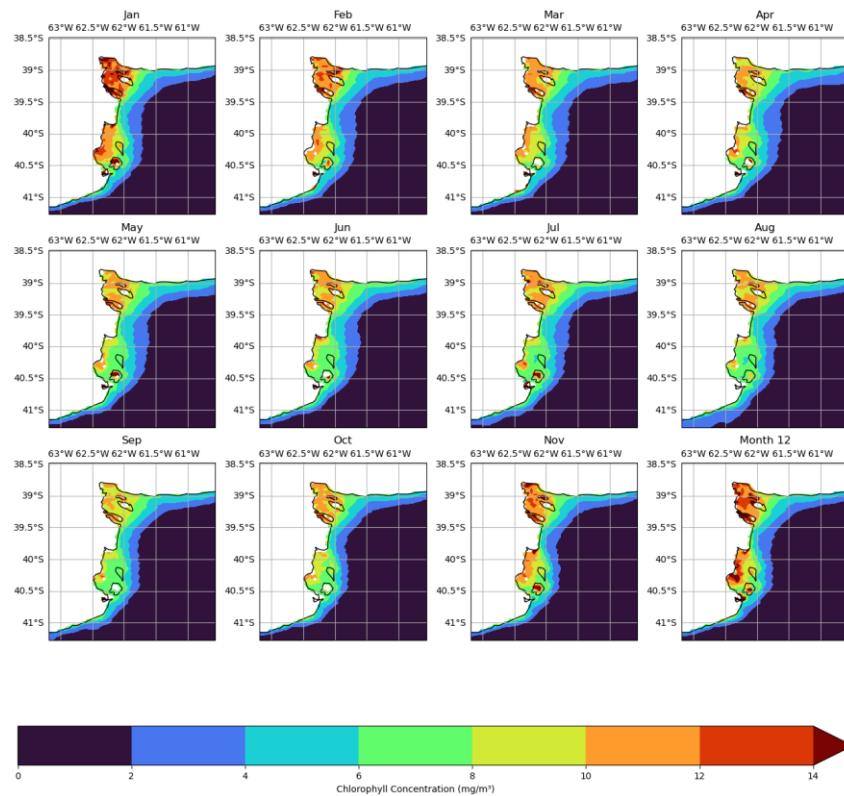 Jan Feb Mar Apr
63°W 62.5°W 62°W 61.5°W 61°W 63°W 62.5°W 62°W 61.5°W 61°W 63°W 62.5°W 62°W 61.5°W 61°W 63°W 62.5°W 62°W 61.5°W 61°W
38.5°S 38.5°S 38.5°S 38.5°S
39°S 39°S 39°S 39°S
39.5°S 39.5°S 39.5°S 39.5°S
40°S 40°S 40°S 40°S
40.5°S 40.5°S 40.5°S 40.5°S
41°S 41°S 41°S 41°S
May Jun Jul Aug
63°W 62.5°W 62°W 61.5°W 61°W 63°W 62.5°W 62°W 61.5°W 61°W 63°W 62.5°W 62°W 61.5°W 61°W 63°W 62.5°W 62°W 61.5°W 61°W
38.5°S 38.5°S 38.5°S 38.5°S
39°S 39°S 39°S 39°S
39.5°S 39.5°S 39.5°S 39.5°S
40°S 40°S 40°S 40°S
40.5°S 40.5°S 40.5°S 40.5°S
41°S 41°S 41°S 41°S
Sep Oct Nov Month 12
63°W 62.5°W 62°W 61.5°W 61°W 63°W 62.5°W 62°W 61.5°W 61°W 63°W 62.5°W 62°W 61.5°W 61°W 63°W 62.5°W 62°W 61.5°W 61°W
38.5°S 38.5°S 38.5°S 38.5°S
39°S 39°S 39°S 39°S
39.5°S 39.5°S 39.5°S 39.5°S
40°S 40°S 40°S 40°S
40.5°S 40.5°S 40.5°S 40.5°S
41°S 41°S 41°S 41°S
0 2 4 6 8 10 12 14
Chlorophyll Concentration (mg/m³)